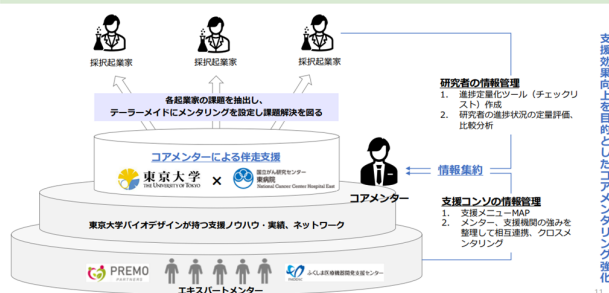 採択起業家
採択起業家
採択起業家
各起業家の課題を抽出し、
テーラーメイドにメンタリングを設定し課題解決を図る
コアメンターによる伴走支援
東京大学
THE UNIVERSITY OF TOKYO
×
国立がん研究センター
東病院
National Cancer Center Hospital East
東京大学バイオデザインが持つ支援ノウハウ・実績、ネットワーク
PREMO
PARTNERS
ふくしま医療機器開発支援センター
エキスパートメンター
コアメンター
研究者の情報管理
1. 進捗定量化ツール（チェックリ
スト）作成
2. 研究者の進捗状況の定量評価、
比較分析
情報集約
支援コンソの情報管理
1. 支援メニューMAP
2. メンター、支援機関の強みを
整理して相互連携、クロスメ
ンタリング
支援効果向上を目的としたコアメンタリング強化
11